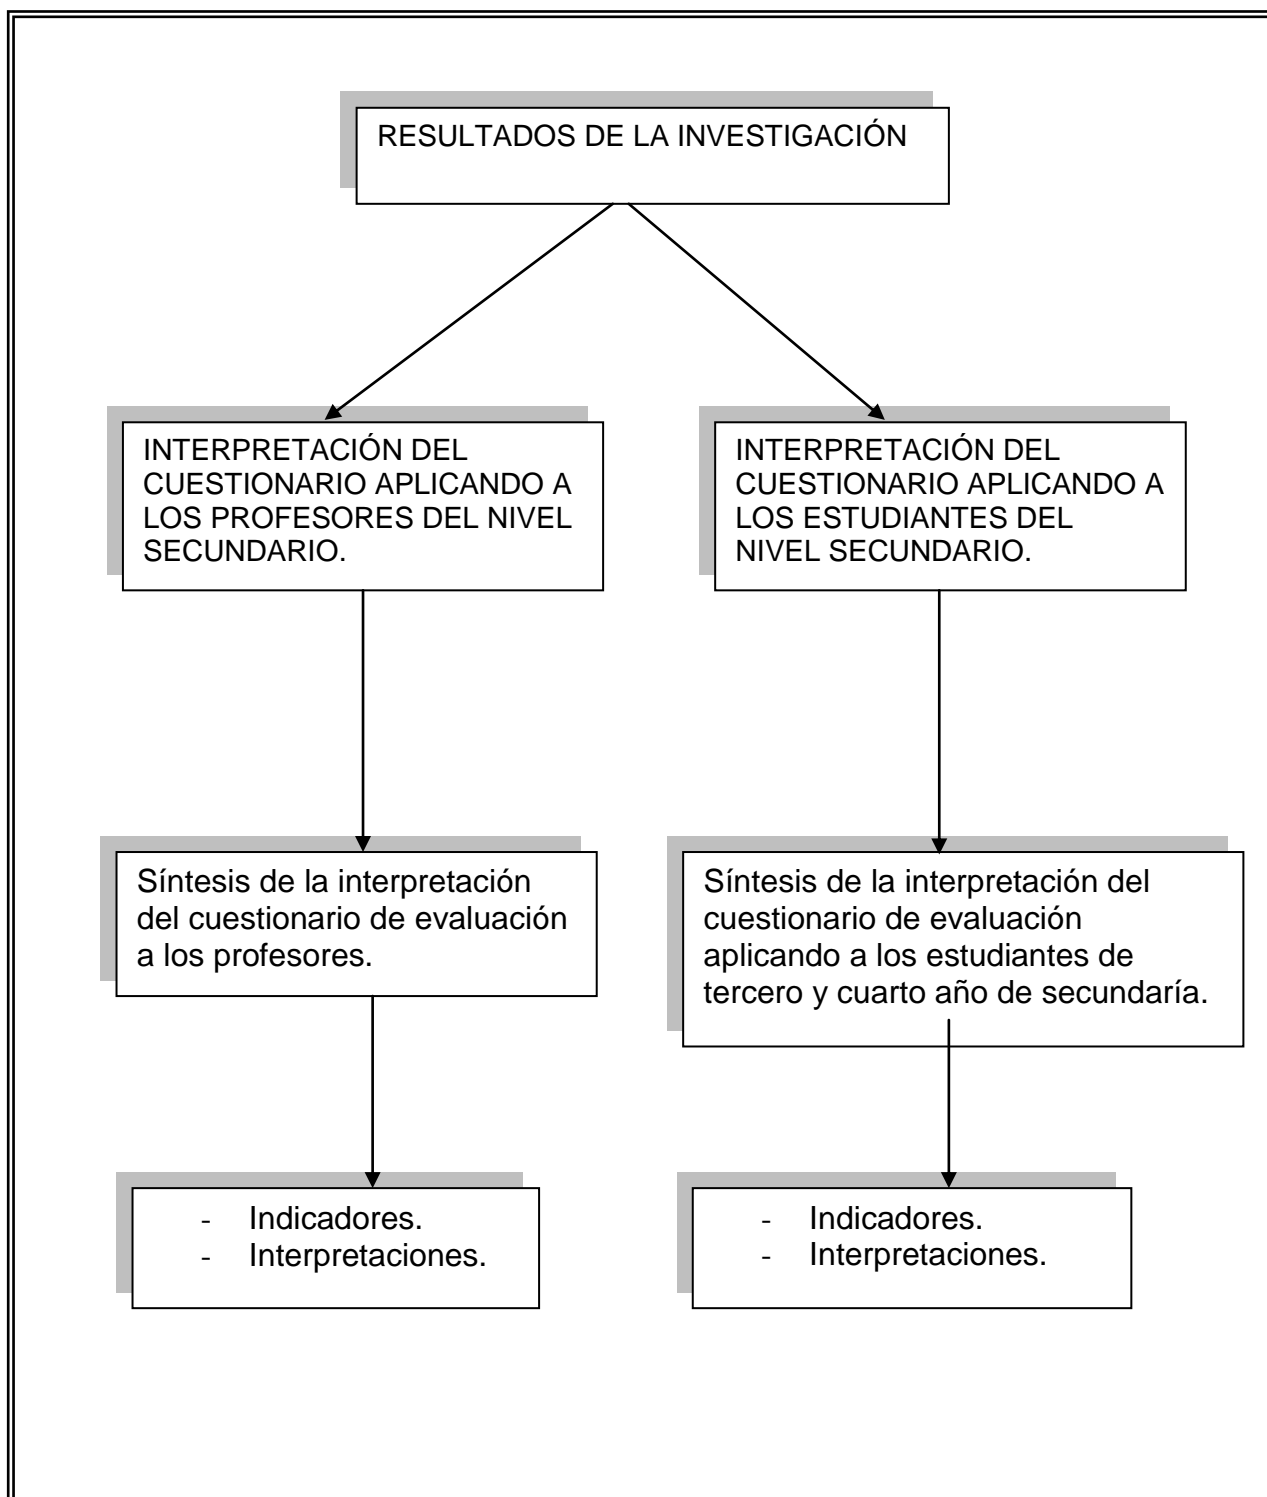 RESULTADOS DE LA INVESTIGACIÓN
INTERPRETACIÓN DEL
CUESTIONARIO APLICANDO A
LOS PROFESORES DEL NIVEL
SECUNDARIO.
INTERPRETACIÓN DEL
CUESTIONARIO APLICANDO A
LOS ESTUDIANTES DEL
NIVEL SECUNDARIO.
Síntesis de la interpretación
del cuestionario de evaluación
a los profesores.
Síntesis de la interpretación del
cuestionario de evaluación
aplicando a los estudiantes de
tercero y cuarto año de secundaría.
- Indicadores.
- Interpretaciones.
- Indicadores.
- Interpretaciones.